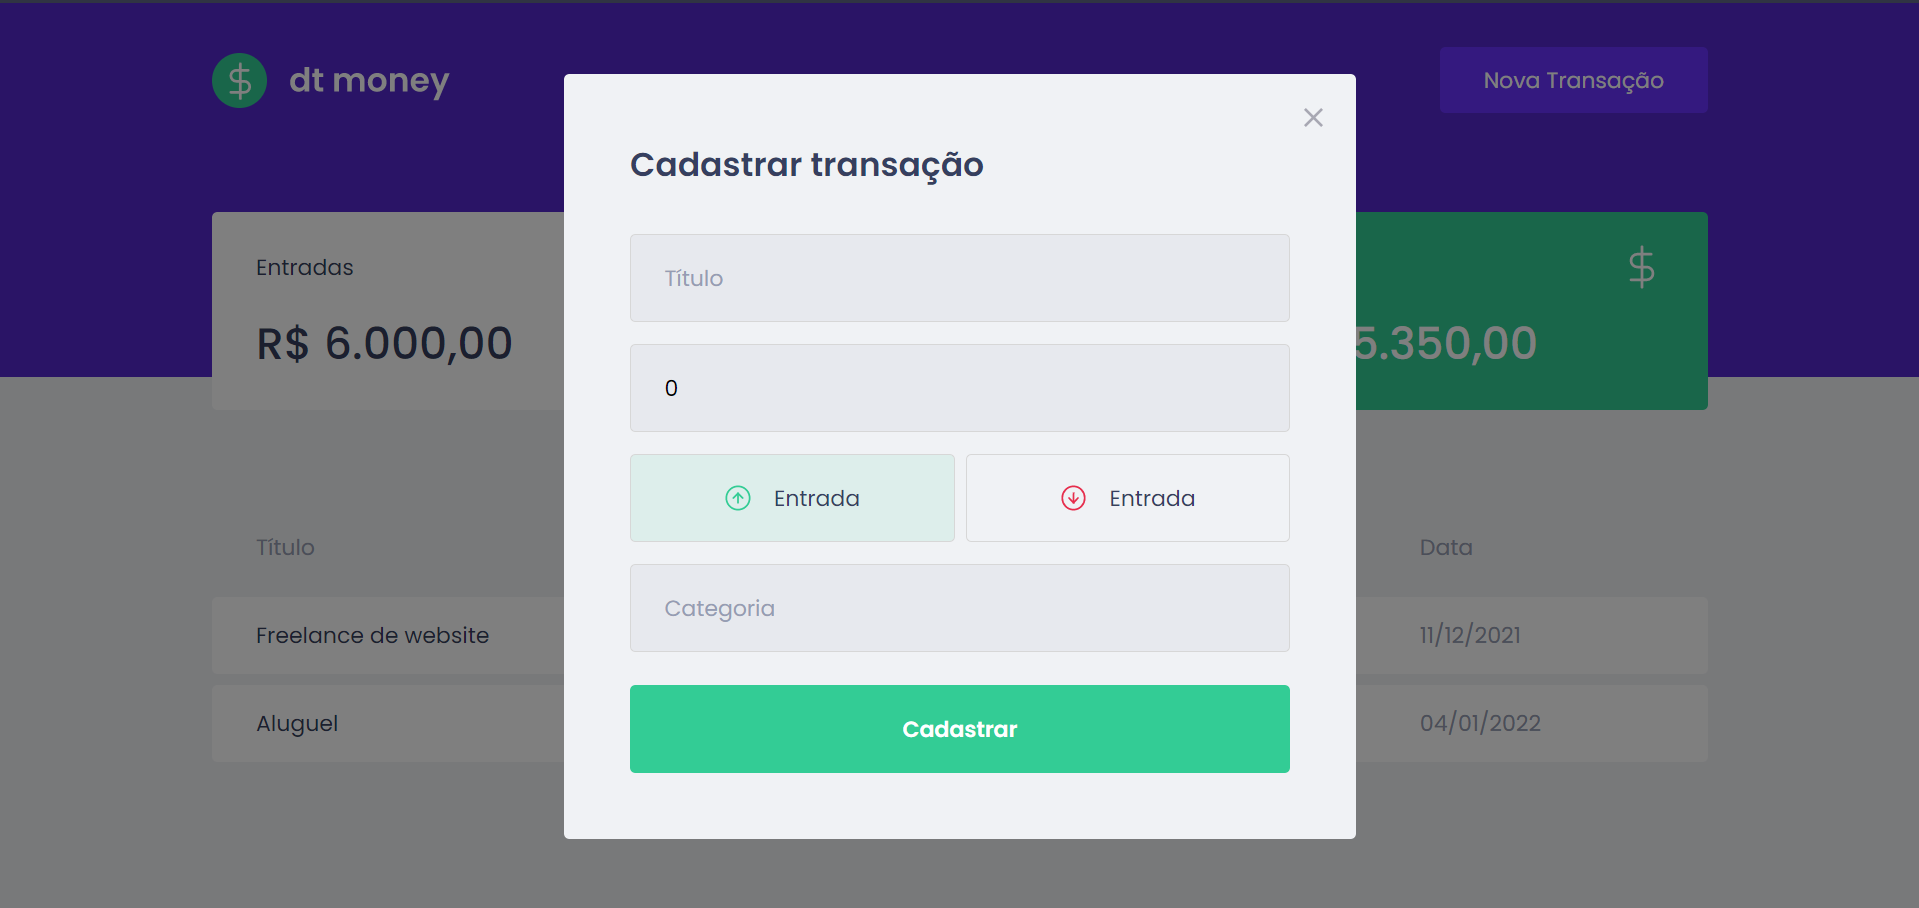 dt money
Nova Transação
Cadastrar transação
Entradas
R$ 6.000,00
5.350,00
Título
0
Entrada
Entrada
Categoria
Cadastrar
Título
Data
Freelance de website
11/12/2021
Aluguel
04/01/2022